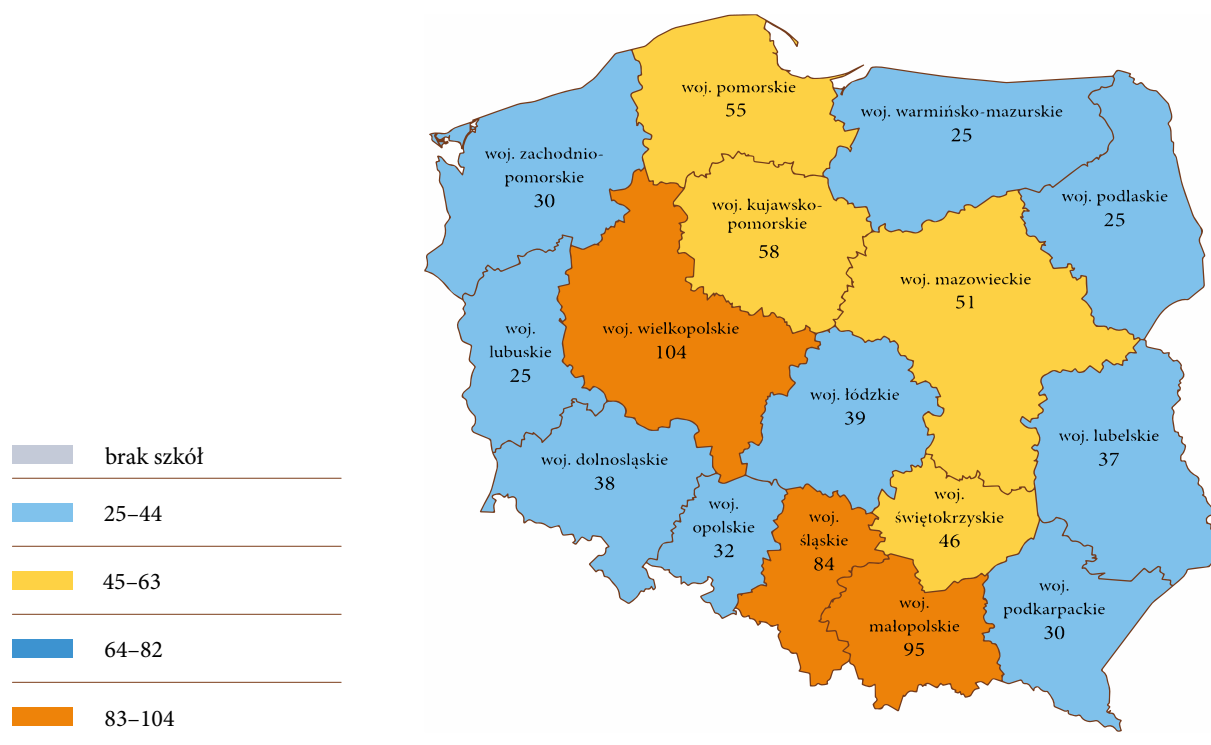 woj. pomorskie
55
woj. warmińsko-mazurskie
25
woj. zachodnio-
pomorskie
30
woj. podlaskie
25
woj. kujawsko-
pomorskie
58
woj. mazowieckie
51
woj.
lubuskie
25
woj. wielkopolskie
104
woj. łódzkie
39
woj. lubelskie
37
woj. dolnośląskie
38
woj.
opolskie
32
woj.
śląskie
84
woj.
świętokrzyskie
46
woj.
małopolskie
95
woj.
podkarpackie
30
brak szkół
25–44
45–63
64–82
83–104